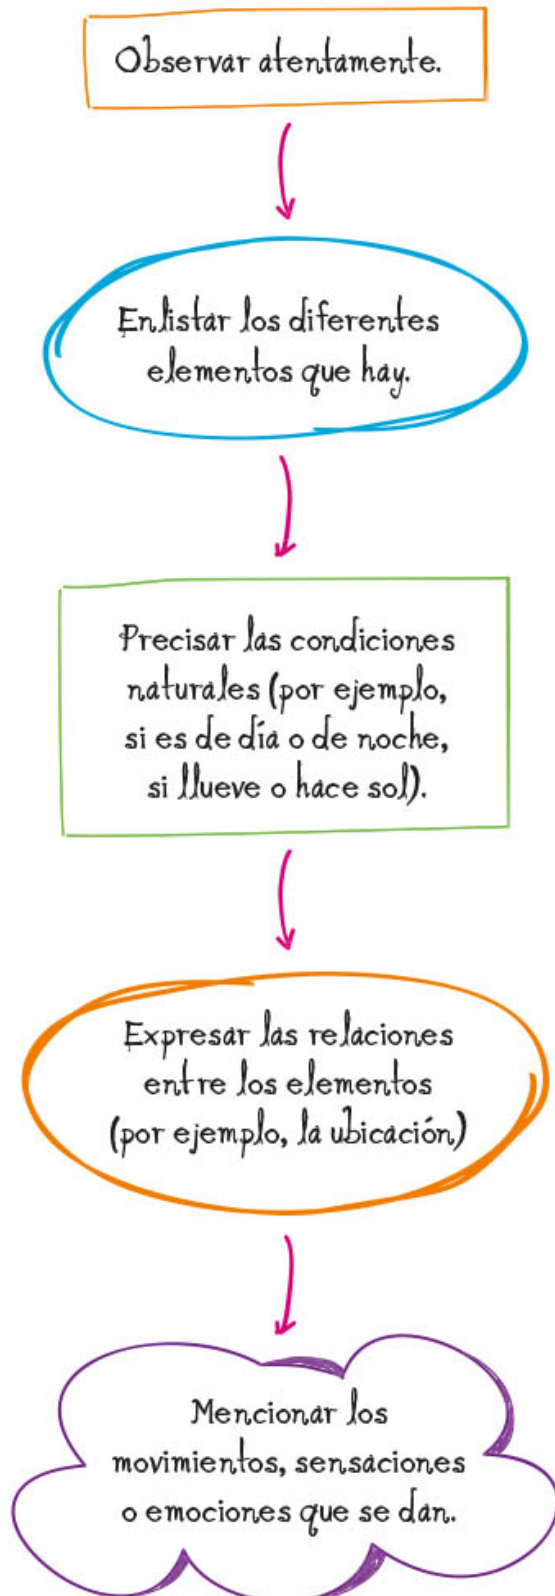 Observar atentamente.
Enlistar los diferentes
elementos que hay.
Precisar las condiciones
naturales (por ejemplo,
si es de día o de noche,
si llueve o hace sol).
Expresar las relaciones
entre los elementos
(por ejemplo, la ubicación)
Mencionar los
movimientos, sensaciones
o emociones que se dan.